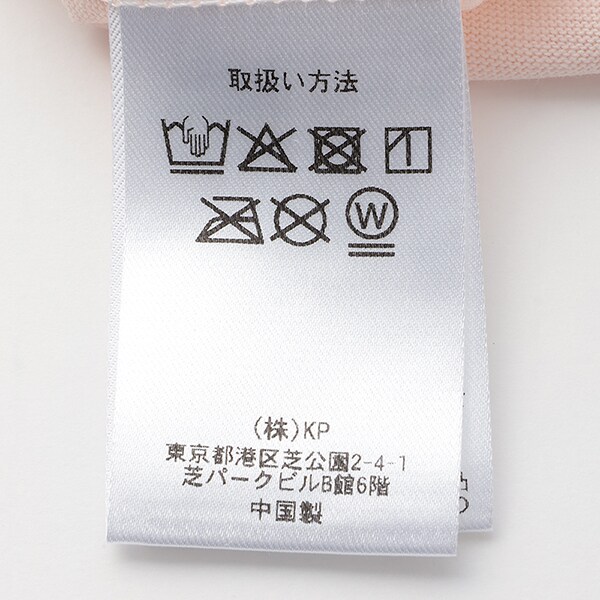 取扱い方法
W
(株)KP
東京都港区芝公園2-4-1
芝パークビルB館6階
中国製